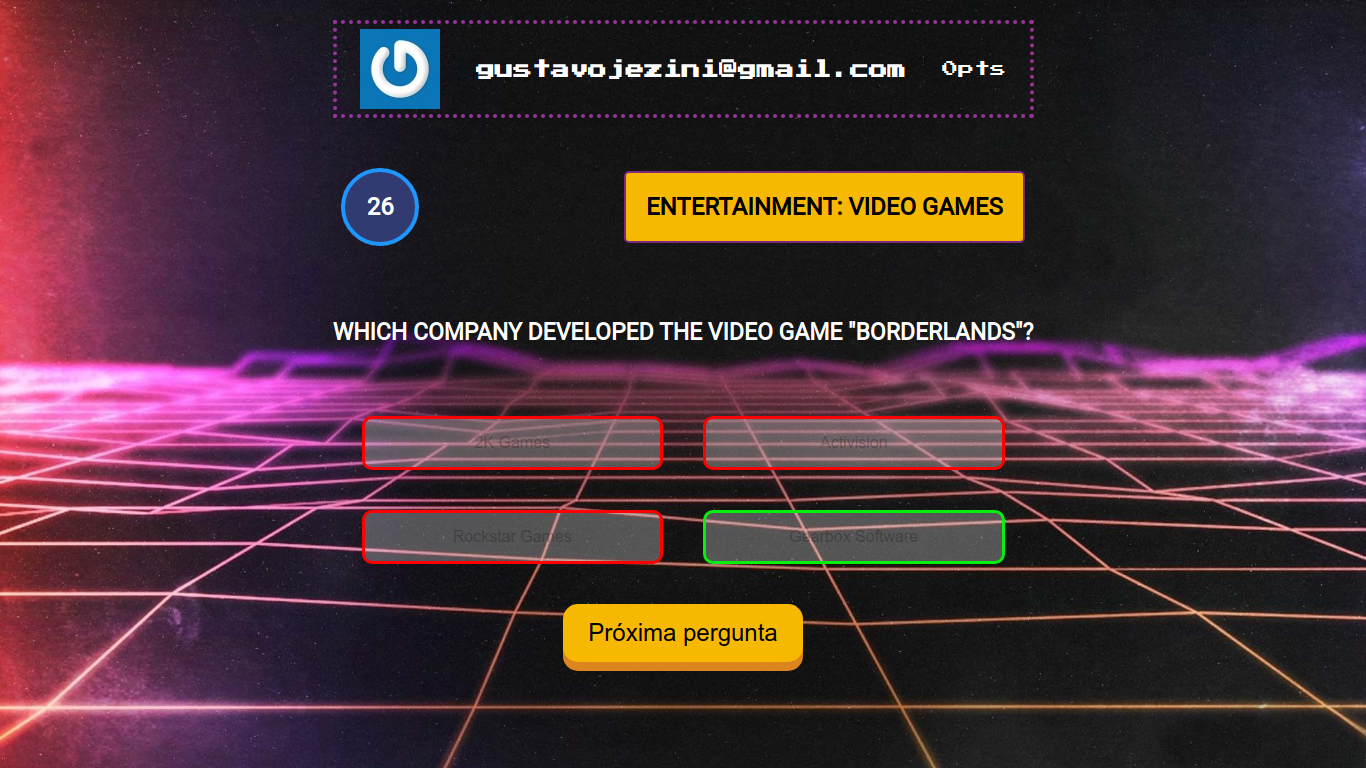 gustavojezini@gmail.com 0pts
26
ENTERTAINMENT: VIDEO GAMES
WHICH COMPANY DEVELOPED THE VIDEO GAME "BORDERLANDS"?
2K Games
Activision
Rockstar Games
Gearbox Software
Próxima pergunta